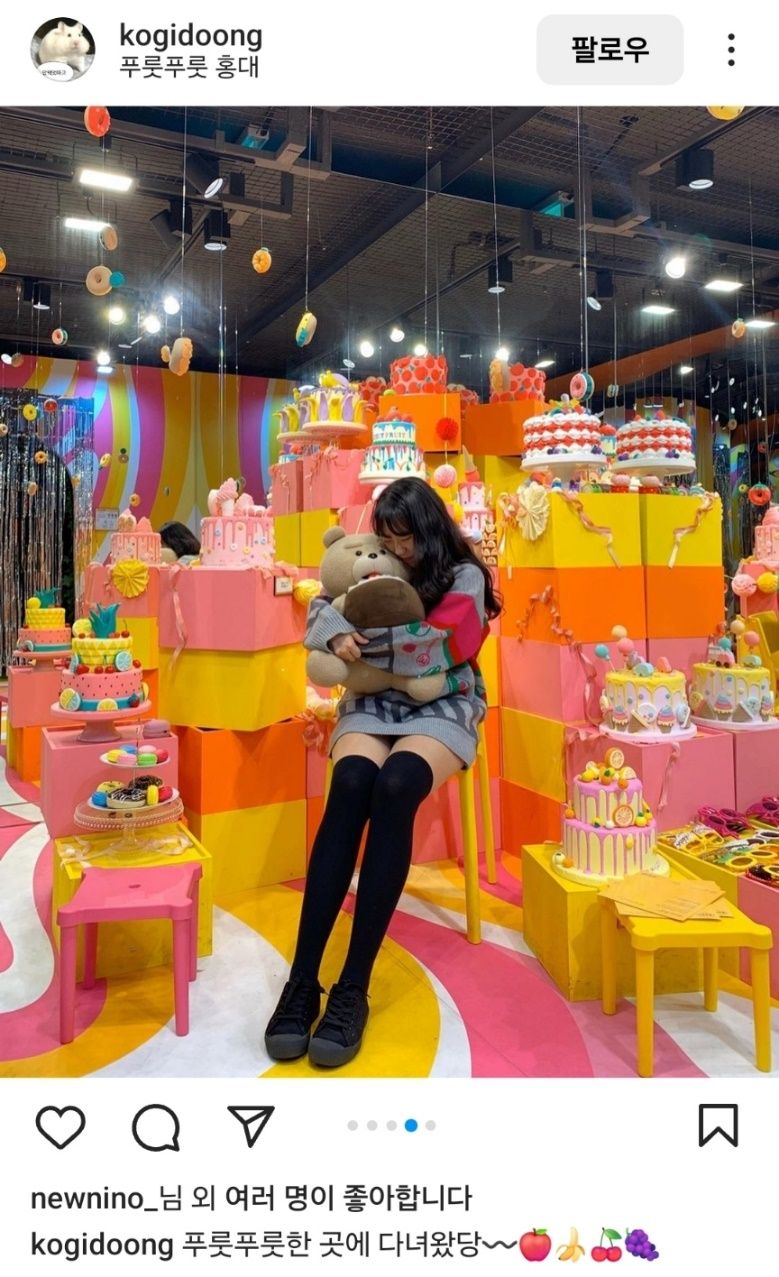 kogidoong
푸룻푸룻 홍대
팔로우
newnino_님 외 여러 명이 좋아합니다
kogidoong 푸룻푸룻한 곳에 다녀왔당〰🍎🍌🍒🍇